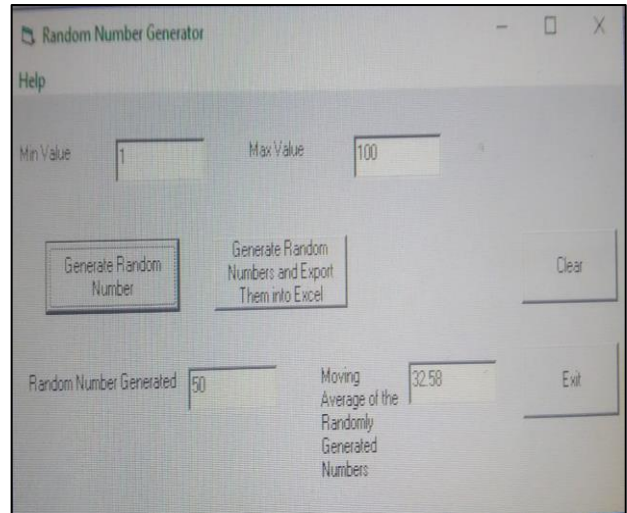 Random Number Generator
Help
Min Value 1 Max Value 100
Generate Random
Number
Generate Random
Numbers and Export
Them into Excel
Clear
Random Number Generated 50
Moving
Average of the
Randomly
Generated
Numbers
32.58
Exit